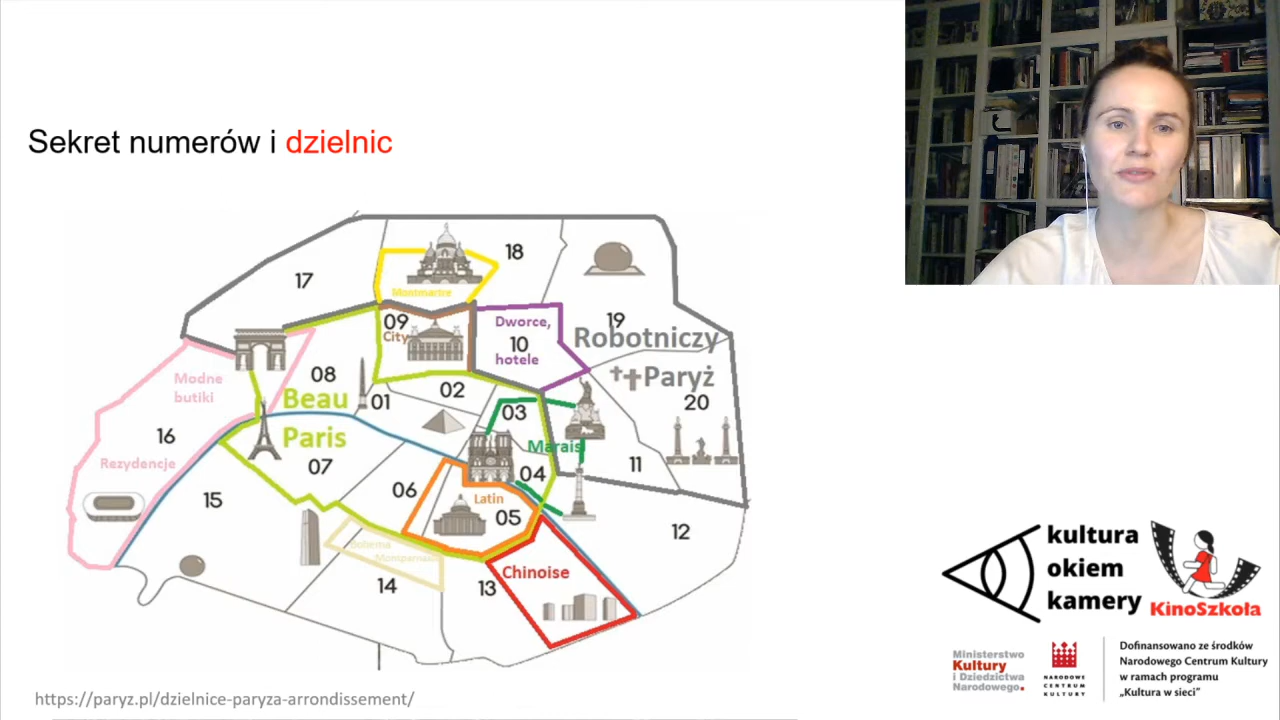 Sekret numerów i dzielnic
17
18
Montmartre
19
09
City
Dworce,
10
hotele
Robotniczy
Paryż
20
Modne
butiki
08
Beau
Paris
01
02
03
Marais
16
Rezydencje
07
15
06
04
Latin
05
11
12
Bohema
Montparnasse
14
13
Chinoise
https://paryz.pl/dzielnice-paryza-arrondissement/
kultura
okiem
kamery
KinoSzkoła
Ministerstwo
Kultury
i Dziedzictwa
Narodowego.
NARODOWE
CENTRUM
KULTURY
Dofinansowano ze środków
Narodowego Centrum Kultury
w ramach programu
„Kultura w sieci”